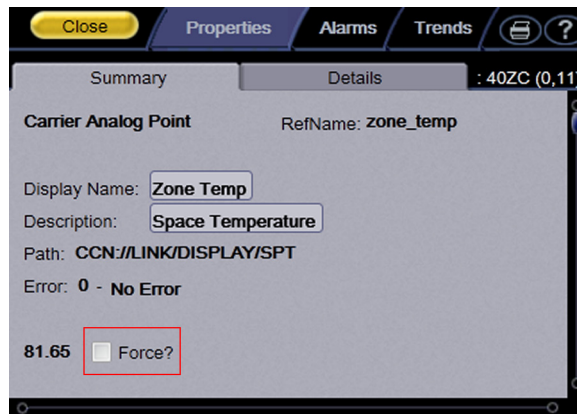 Close Properties Alarms Trends ?
Summary Details : 40ZC (0,11)
Carrier Analog Point RefName: zone_temp
Display Name: Zone Temp
Description: Space Temperature
Path: CCN://LINK/DISPLAY/SPT
Error: 0 - No Error
81.65 Force?